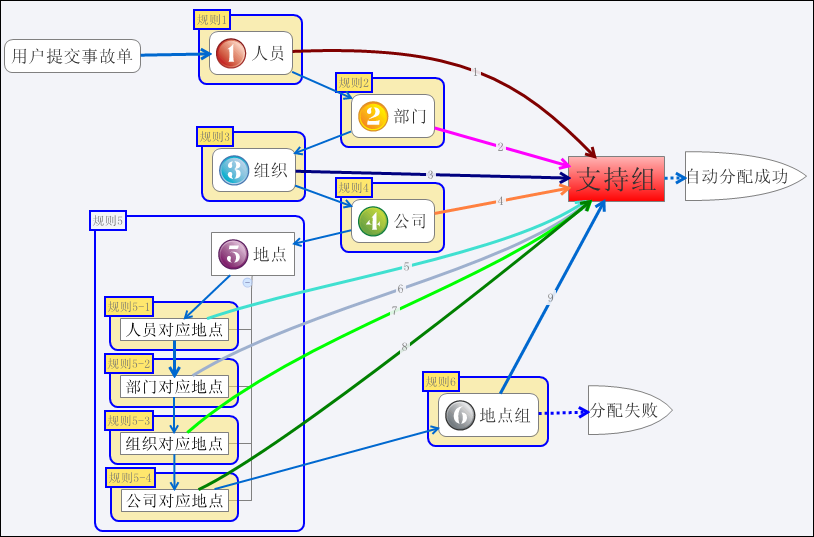 规则1
用户提交事故单
1 人员
1
规则2
2 部门
2
规则3
3 组织
3
支持组
自动分配成功
规则4
4 公司
4
规则5
5 地点
5
6
7
8
9
规则5-1
人员对应地点
规则5-2
部门对应地点
规则5-3
组织对应地点
规则5-4
公司对应地点
规则6
6 地点组
分配失败